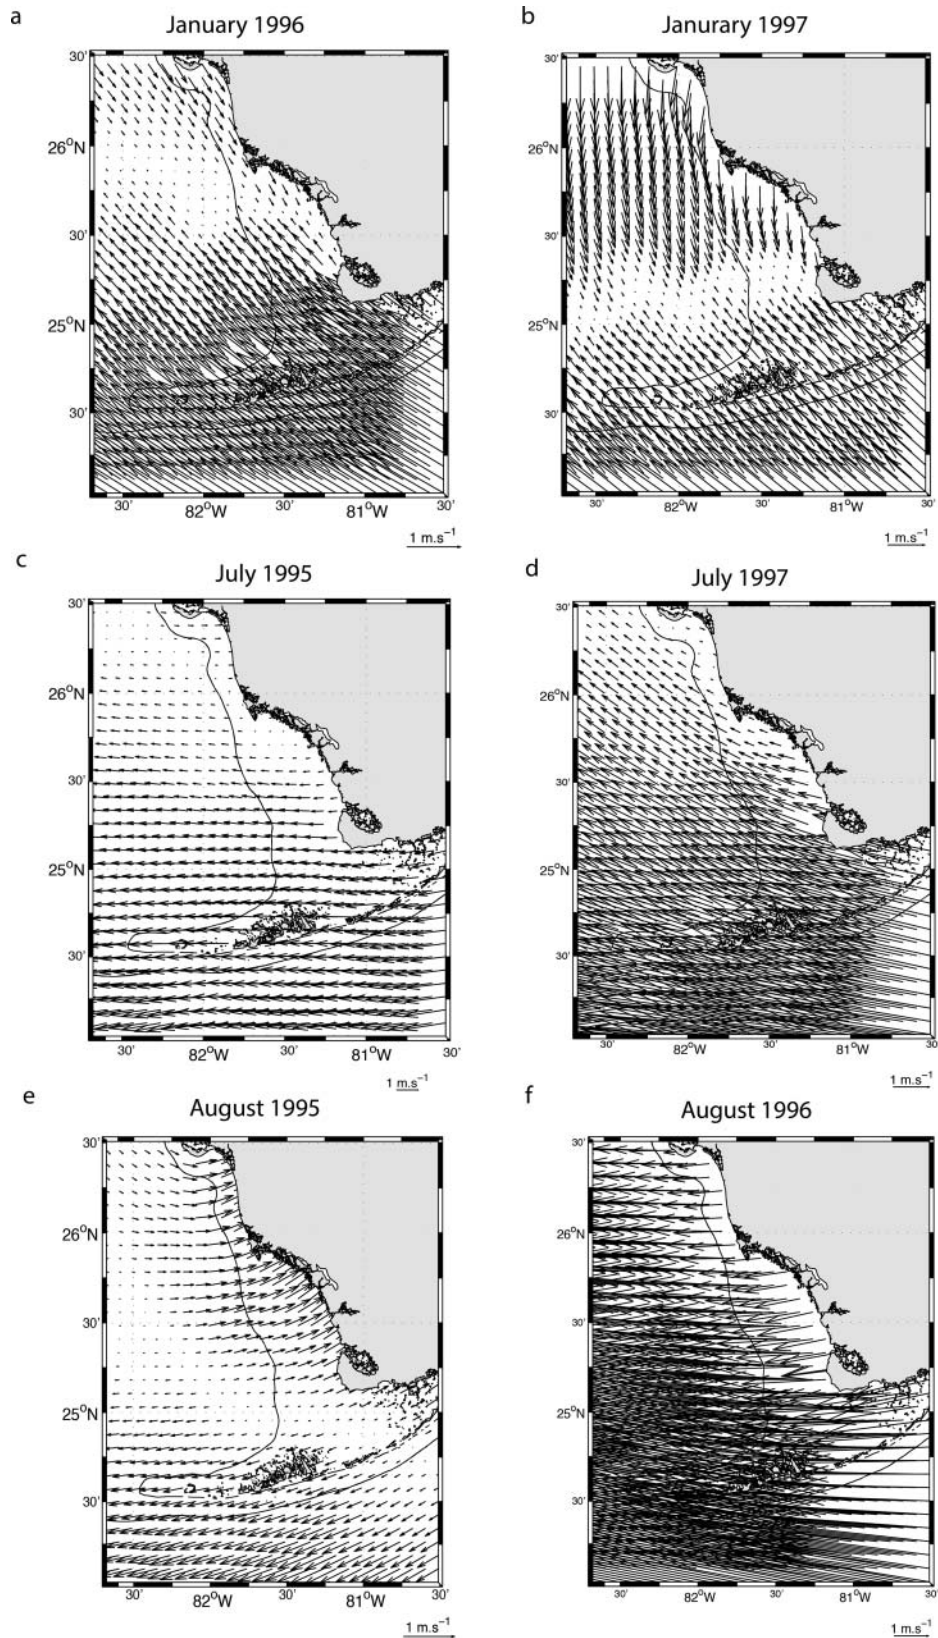 a
January 1996
b
Janurary 1997
30'
26°N
30'
25°N
30'
30'
82°W
30'
81°W
30'
1 m.s⁻¹
30'
26°N
30'
25°N
30'
30'
82°W
30'
81°W
30'
1 m.s⁻¹
c
July 1995
d
July 1997
30'
26°N
30'
25°N
30'
30'
82°W
30'
81°W
30'
1 m.s⁻¹
30'
26°N
30'
25°N
30'
30'
82°W
30'
81°W
30'
1 m.s⁻¹
e
August 1995
f
August 1996
30'
26°N
30'
25°N
30'
30'
82°W
30'
81°W
30'
1 m.s⁻¹
30'
26°N
30'
25°N
30'
30'
82°W
30'
81°W
30'
1 m.s⁻¹